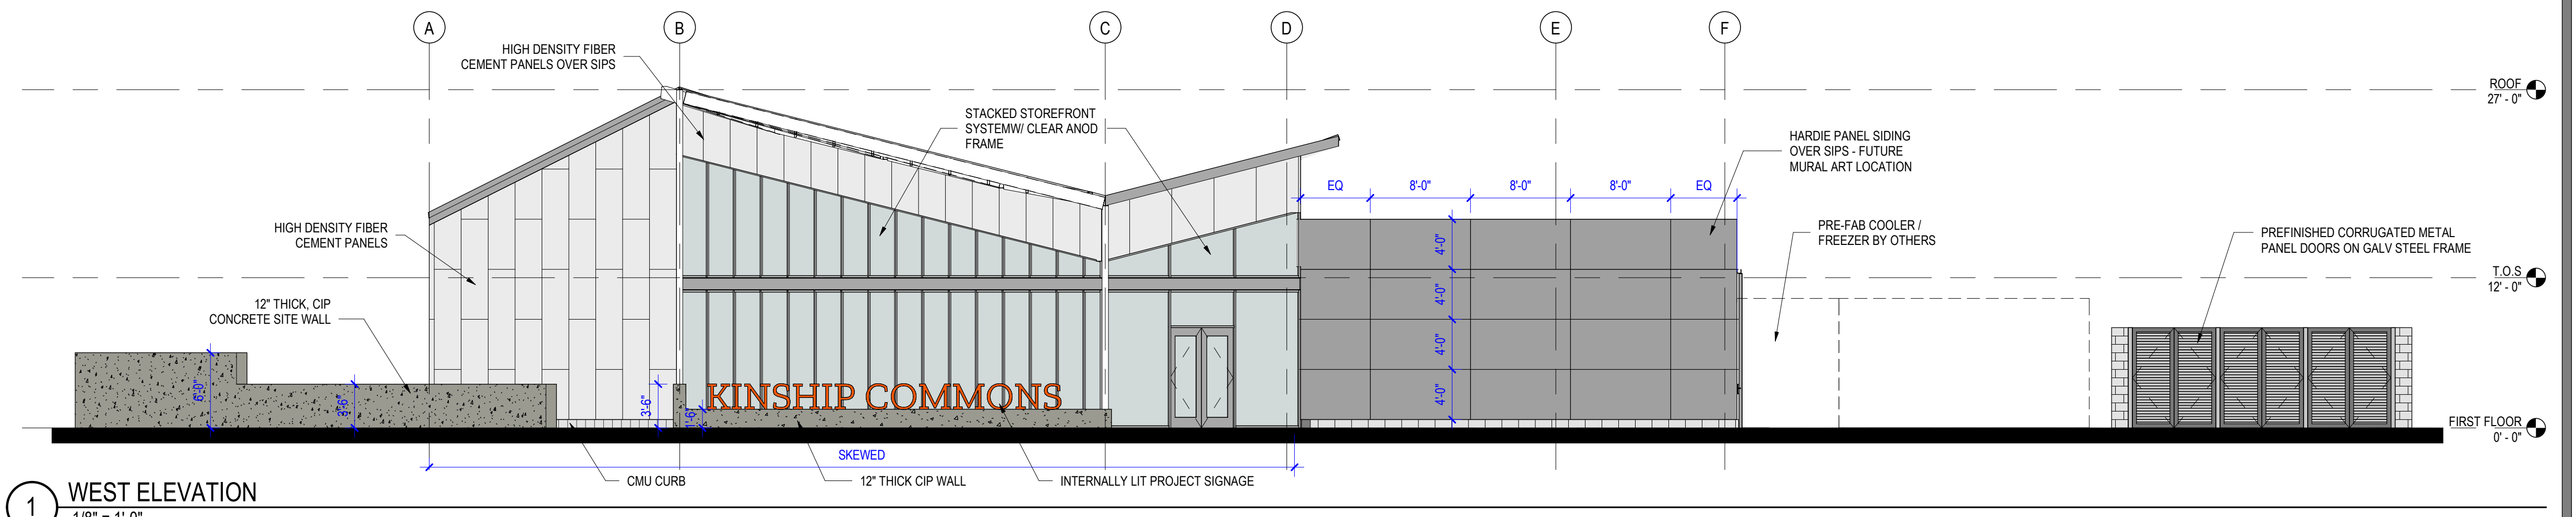 A
B
C
D
E
F
HIGH DENSITY FIBER
CEMENT PANELS OVER SIPS
STACKED STOREFRONT
SYSTEMW/ CLEAR ANOD
FRAME
ROOF
27' - 0"
HARDIE PANEL SIDING
OVER SIPS - FUTURE
MURAL ART LOCATION
EQ
8'-0"
8'-0"
8'-0"
EQ
HIGH DENSITY FIBER
CEMENT PANELS
PRE-FAB COOLER /
FREEZER BY OTHERS
PREFINISHED CORRUGATED METAL
PANEL DOORS ON GALV STEEL FRAME
4'-0"
4'-0"
4'-0"
4'-0"
T.O.S
12' - 0"
12" THICK, CIP
CONCRETE SITE WALL
6'-0"
3'-6"
3'-6"
1'-6"
KINSHIP COMMONS
FIRST FLOOR
0' - 0"
SKEWED
CMU CURB
12" THICK CIP WALL
INTERNALLY LIT PROJECT SIGNAGE
1
WEST ELEVATION
1/8" = 1'-0"